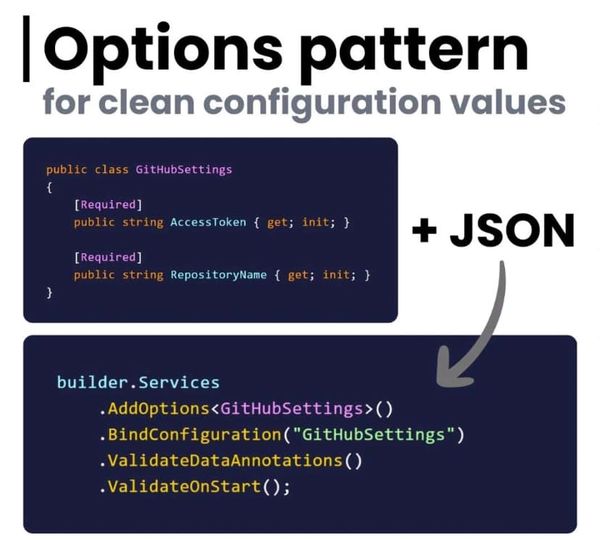 Options pattern
for clean configuration values
public class GitHubSettings
{
    [Required]
    public string AccessToken { get; init; }

    [Required]
    public string RepositoryName { get; init; }
}
+ JSON
builder.Services
    .AddOptions<GitHubSettings>()
    .BindConfiguration("GitHubSettings")
    .ValidateDataAnnotations()
    .ValidateOnStart();